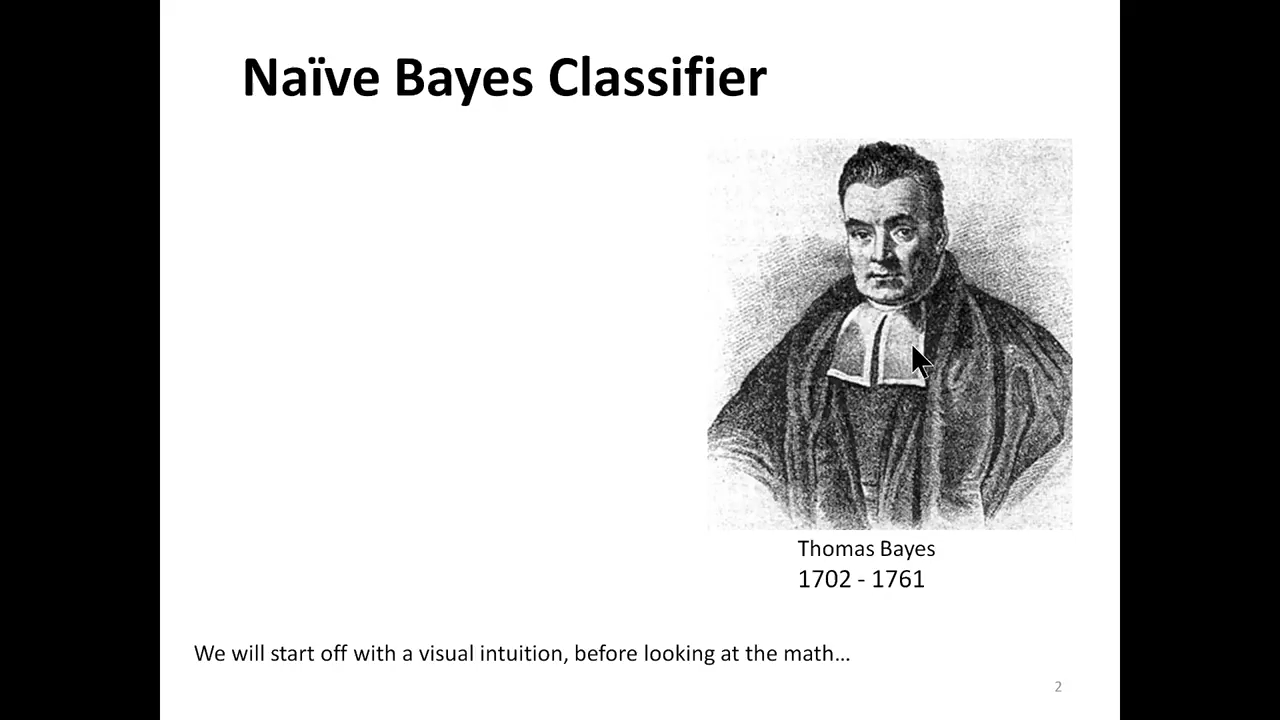 Naïve Bayes Classifier
Thomas Bayes
1702 - 1761
We will start off with a visual intuition, before looking at the math…
2